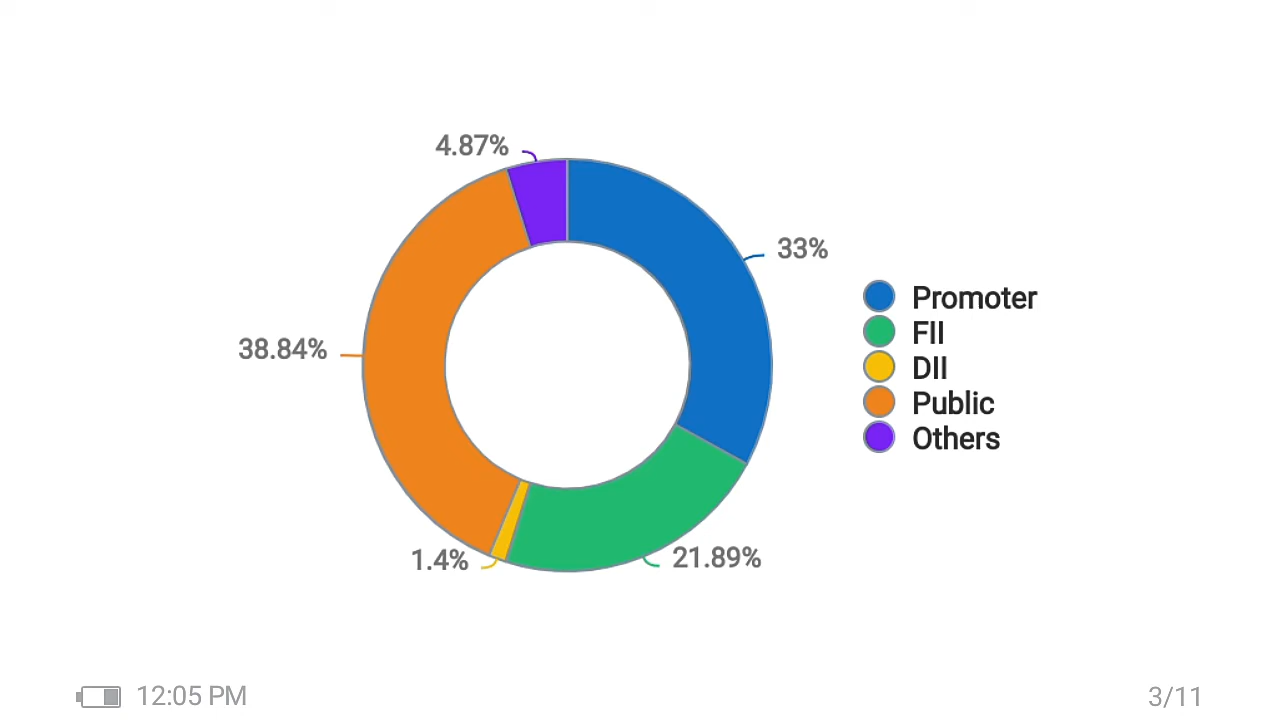 4.87%
33%
38.84%
1.4%
21.89%
Promoter
FII
DII
Public
Others
12:05 PM
3/11